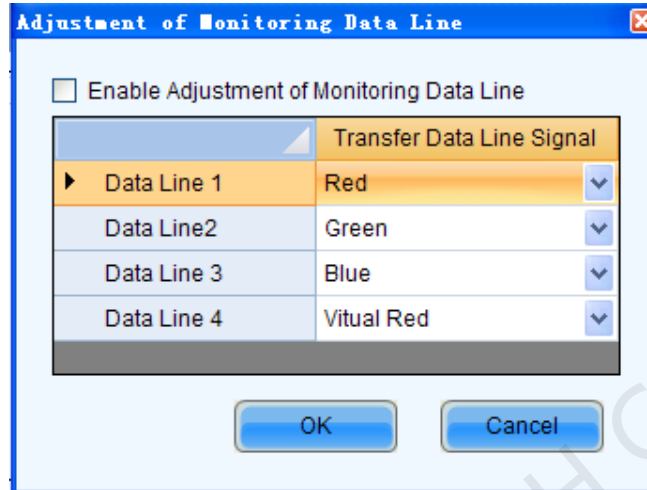 Adjustment of Monitoring Data Line
Enable Adjustment of Monitoring Data Line
Transfer Data Line Signal
Data Line 1 Red
Data Line2 Green
Data Line 3 Blue
Data Line 4 Vitual Red
OK Cancel